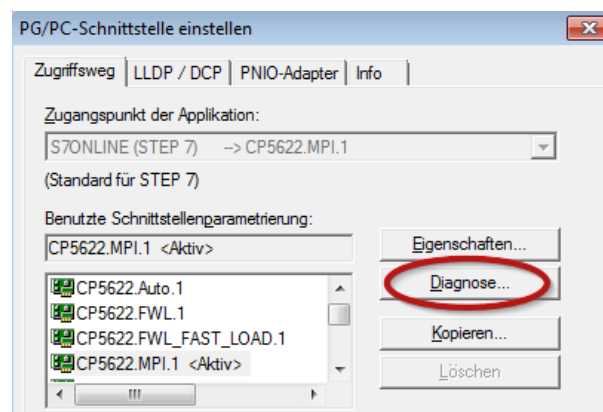 PG/PC-Schnittstelle einstellen
Zugriffsweg LLDP / DCP PNIO-Adapter Info
Zugangspunkt der Applikation:
S7ONLINE (STEP 7) --> CP5622.MPI.1
(Standard für STEP 7)
Benutzte Schnittstellenparametrierung:
CP5622.MPI.1 <Aktiv>
Eigenschaften...
CP5622.Auto.1
Diagnose...
CP5622.FWL.1
CP5622.FWL_FAST_LOAD.1
Kopieren...
CP5622.MPI.1 <Aktiv>
Löschen